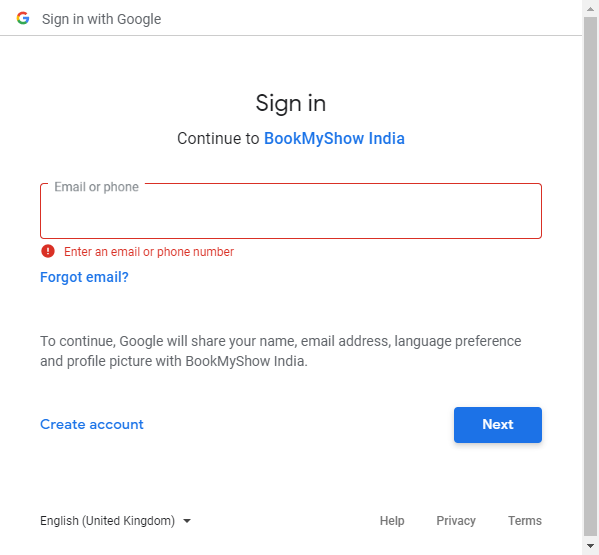 Sign in with Google
Sign in
Continue to BookMyShow India
Email or phone
Enter an email or phone number
Forgot email?
To continue, Google will share your name, email address, language preference
and profile picture with BookMyShow India.
Create account
Next
English (United Kingdom)
Help
Privacy
Terms